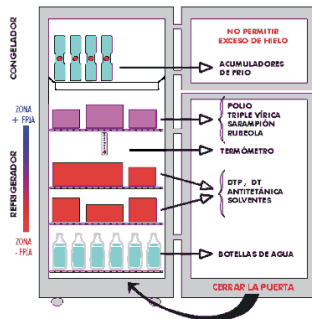 CONGELADOR
NO PERMITIR
EXCESO DE HIELO
ACUMULADORES
DE FRIO
ZONA
+ FRÍA
REFRIGERADOR
POLIO
TRIPLE VÍRICA
SARAMPIÓN
RUBEOLA
TERMÓMETRO
DTP, DT
ANTITETÁNICA
SOLVENTES
ZONA
- FRÍA
BOTELLAS DE AGUA
CERRAR LA PUERTA